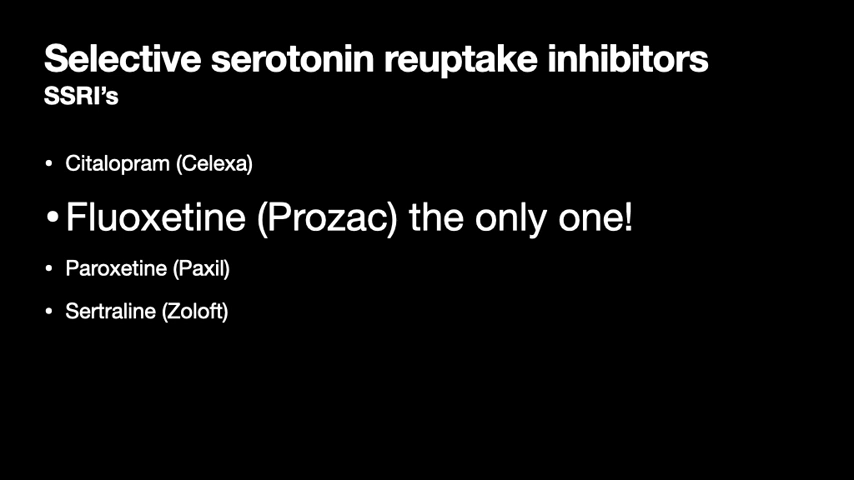 Selective serotonin reuptake inhibitors
SSRI’s
• Citalopram (Celexa)
• Fluoxetine (Prozac) the only one!
• Paroxetine (Paxil)
• Sertraline (Zoloft)